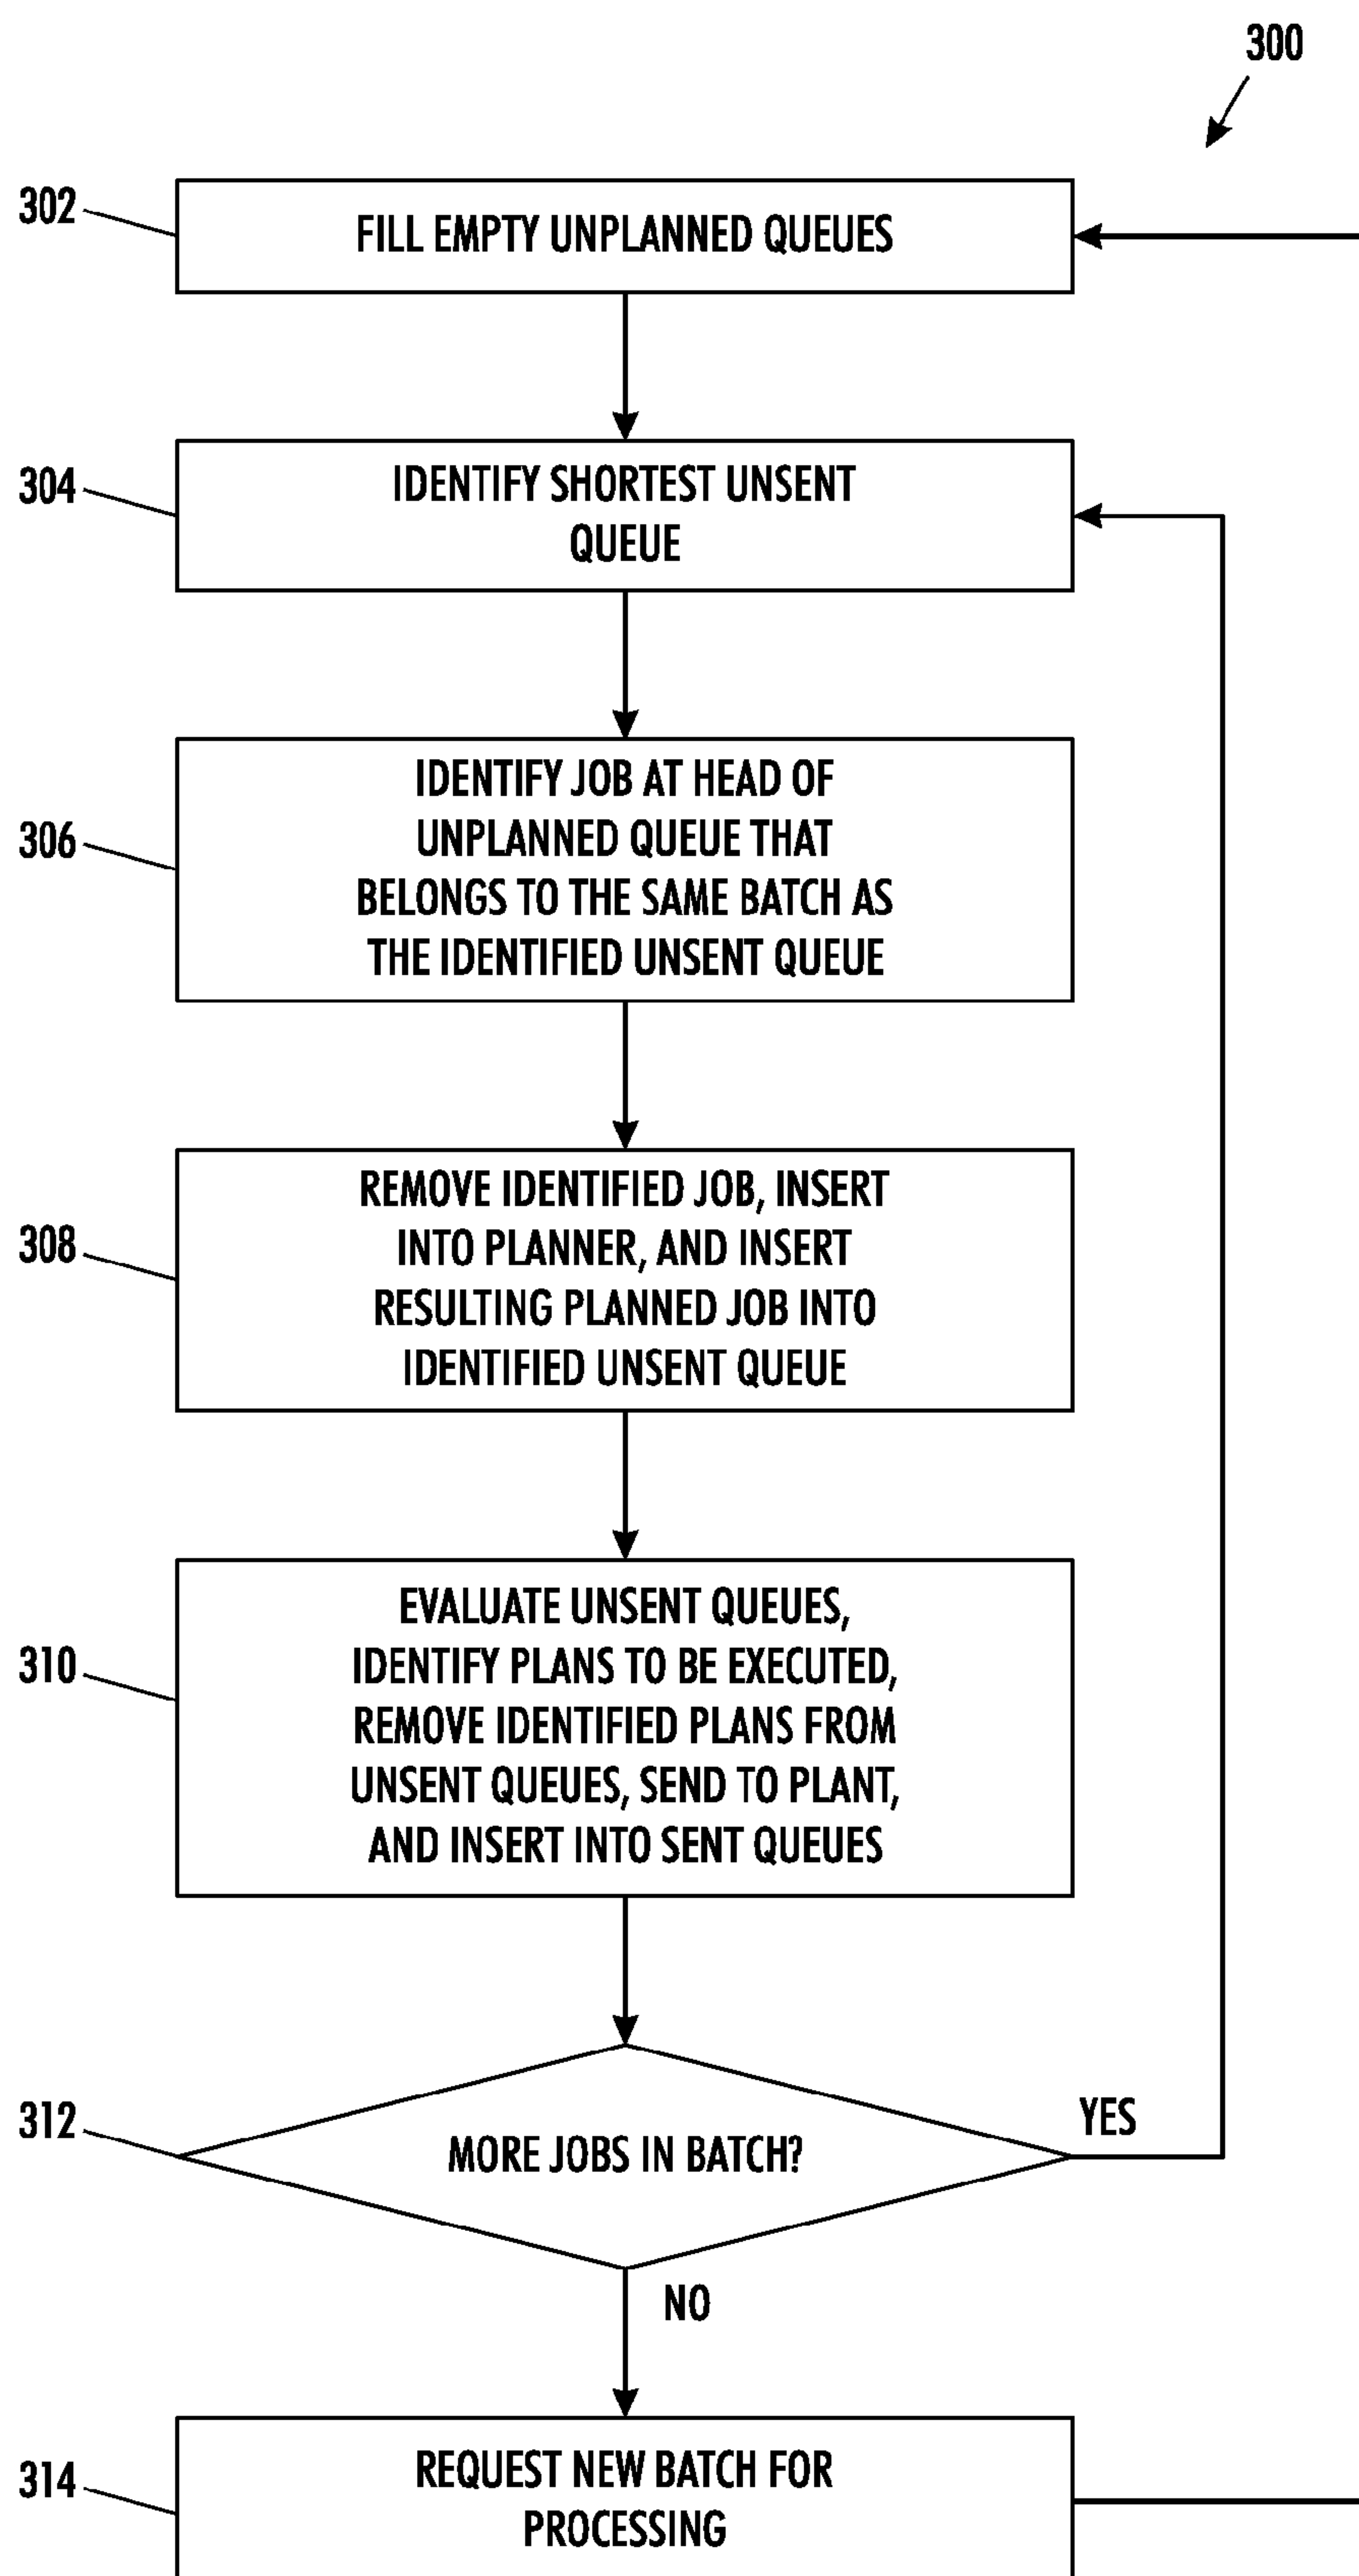 300
302
FILL EMPTY UNPLANNED QUEUES
304
IDENTIFY SHORTEST UNSENT
QUEUE
306
IDENTIFY JOB AT HEAD OF
UNPLANNED QUEUE THAT
BELONGS TO THE SAME BATCH AS
THE IDENTIFIED UNSENT QUEUE
308
REMOVE IDENTIFIED JOB, INSERT
INTO PLANNER, AND INSERT
RESULTING PLANNED JOB INTO
IDENTIFIED UNSENT QUEUE
310
EVALUATE UNSENT QUEUES,
IDENTIFY PLANS TO BE EXECUTED,
REMOVE IDENTIFIED PLANS FROM
UNSENT QUEUES, SEND TO PLANT,
AND INSERT INTO SENT QUEUES
312
MORE JOBS IN BATCH?
YES
NO
314
REQUEST NEW BATCH FOR
PROCESSING